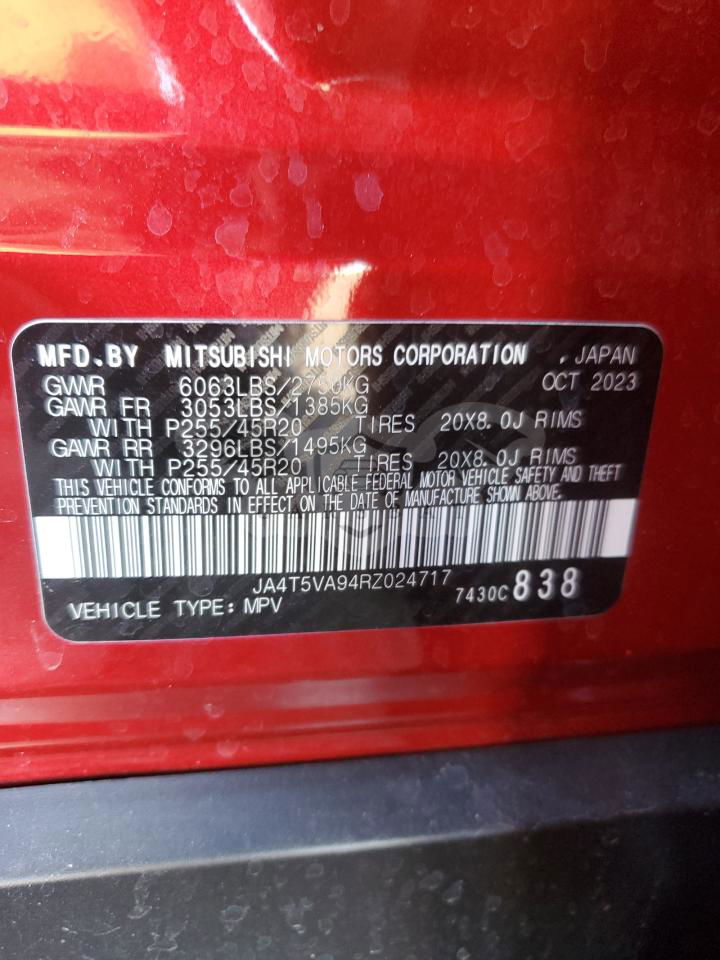 MFD.BY MITSUBISHI MOTORS CORPORATION , JAPAN
GVWR 6063LBS/2750KG OCT 2023
GAWR FR 3053LBS/1385KG
WITH P255/45R20 TIRES 20X8.0J RIMS
GAWR RR 3296LBS/1495KG
WITH P255/45R20 TIRES 20X8.0J RIMS
THIS VEHICLE CONFORMS TO ALL APPLICABLE FEDERAL MOTOR VEHICLE SAFETY AND THEFT
PREVENTION STANDARDS IN EFFECT ON THE DATE OF MANUFACTURE SHOWN ABOVE.
JA4T5VA94RZ024717
VEHICLE TYPE: MPV 7430C 838